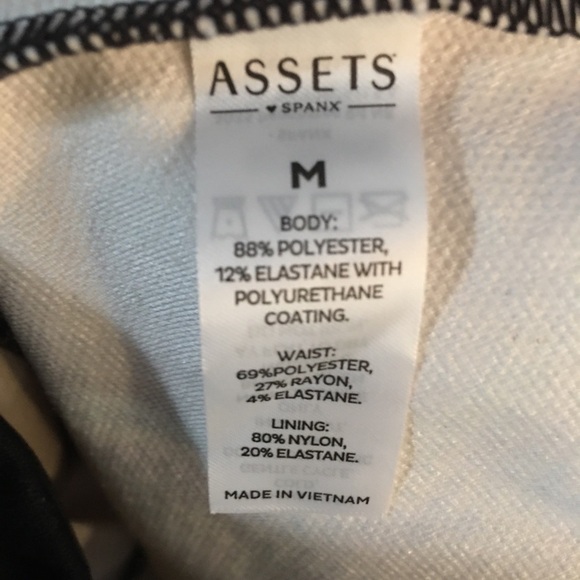 ASSETS
♥ SPANX®
M
BODY:
88% POLYESTER,
12% ELASTANE WITH
POLYURETHANE
COATING.
WAIST:
69%POLYESTER,
27% RAYON,
4% ELASTANE.
LINING:
80% NYLON,
20% ELASTANE.
MADE IN VIETNAM